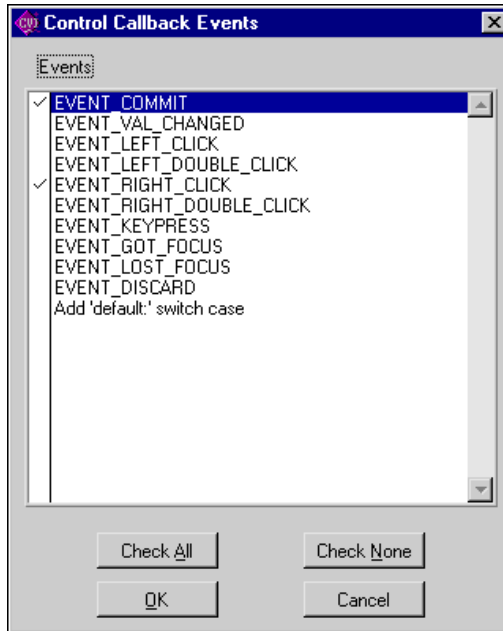 CVI Control Callback Events
Events
EVENT_COMMIT
EVENT_VAL_CHANGED
EVENT_LEFT_CLICK
EVENT_LEFT_DOUBLE_CLICK
EVENT_RIGHT_CLICK
EVENT_RIGHT_DOUBLE_CLICK
EVENT_KEYPRESS
EVENT_GOT_FOCUS
EVENT_LOST_FOCUS
EVENT_DISCARD
Add 'default:' switch case
Check All Check None
OK Cancel